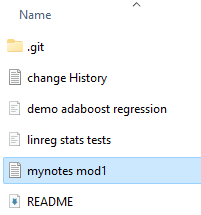 Name
.git
change History
demo adaboost regression
linreg stats tests
mynotes mod1
README